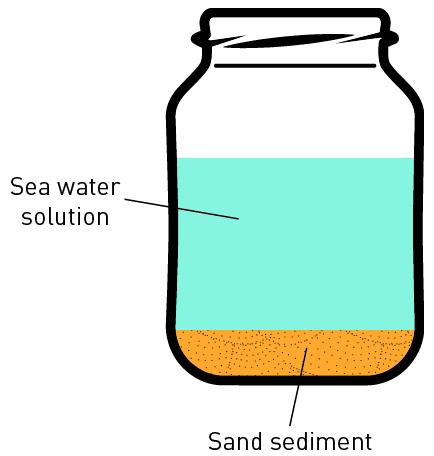 Sea water
solution
Sand sediment